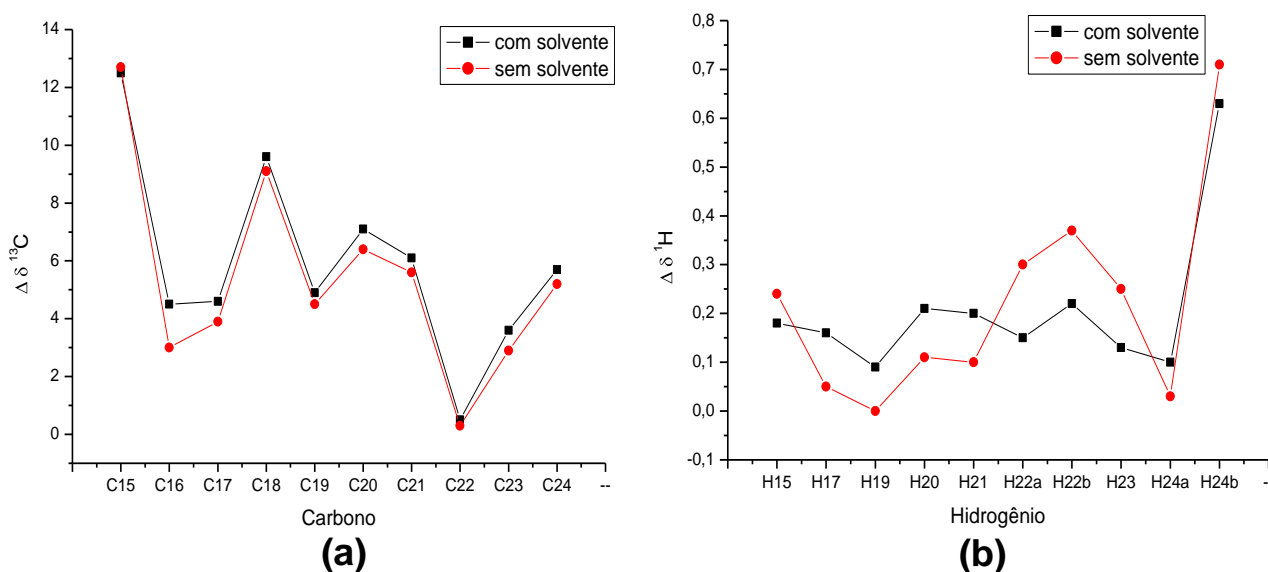 14
12
10
8
6
4
2
0
Δ δ ¹³C
com solvente
sem solvente
C15 C16 C17 C18 C19 C20 C21 C22 C23 C24 --
Carbono
(a)
0,8
0,7
0,6
0,5
0,4
0,3
0,2
0,1
0,0
-0,1
Δ δ ¹H
com solvente
sem solvente
H15 H17 H19 H20 H21 H22a H22b H23 H24a H24b -
Hidrogênio
(b)